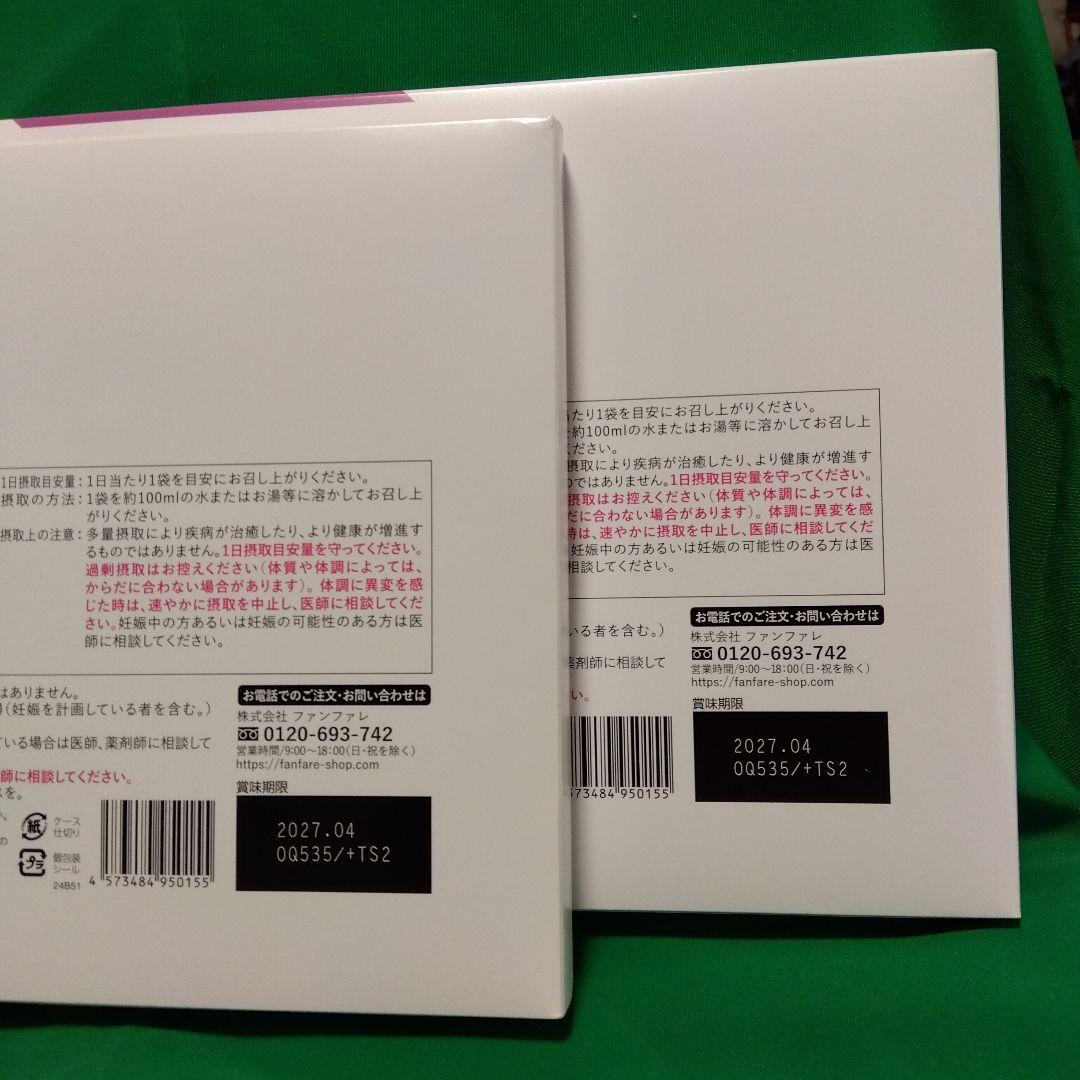 1日摂取目安量：1日当たり1袋を目安にお召し上がりください。
摂取の方法：1袋を約100mlの水またはお湯等に溶かしてお召し上
がりください。
摂取上の注意：多量摂取により疾病が治癒したり、より健康が増進す
るものではありません。1日摂取目安量を守ってください。
過剰摂取はお控えください（体質や体調によっては、
からだに合わない場合があります）。体調に異変を感
じた時は、速やかに摂取を中止し、医師に相談してくだ
さい。妊娠中の方あるいは妊娠の可能性のある方は医
師に相談してください。
はありません。
（妊娠を計画している者を含む。）
ている場合は医師、薬剤師に相談して
師に相談してください。
スを。
い。
の
お電話でのご注文・お問い合わせは
株式会社 ファンファレ
0120-693-742
営業時間/9:00〜18:00（日・祝を除く）
https://fanfare-shop.com
賞味期限
2027.04
0Q535/+TS2
紙
ケース
仕切り
プラ
個包装
シール
24B51
4 573484 950155
当たり1袋を目安にお召し上がりください。
約100mlの水またはお湯等に溶かしてお召し上
ください。
摂取により疾病が治癒したり、より健康が増進す
のではありません。1日摂取目安量を守ってください。
摂取はお控えください（体質や体調によっては、
だに合わない場合があります）。体調に異変を感
時は、速やかに摂取を中止し、医師に相談してくだ
妊娠中の方あるいは妊娠の可能性のある方は医
相談してください。
いる者を含む。）
薬剤師に相談して
い。
お電話でのご注文・お問い合わせは
株式会社 ファンファレ
0120-693-742
営業時間/9:00〜18:00（日・祝を除く）
https://fanfare-shop.com
賞味期限
2027.04
0Q535/+TS2
573484 950155